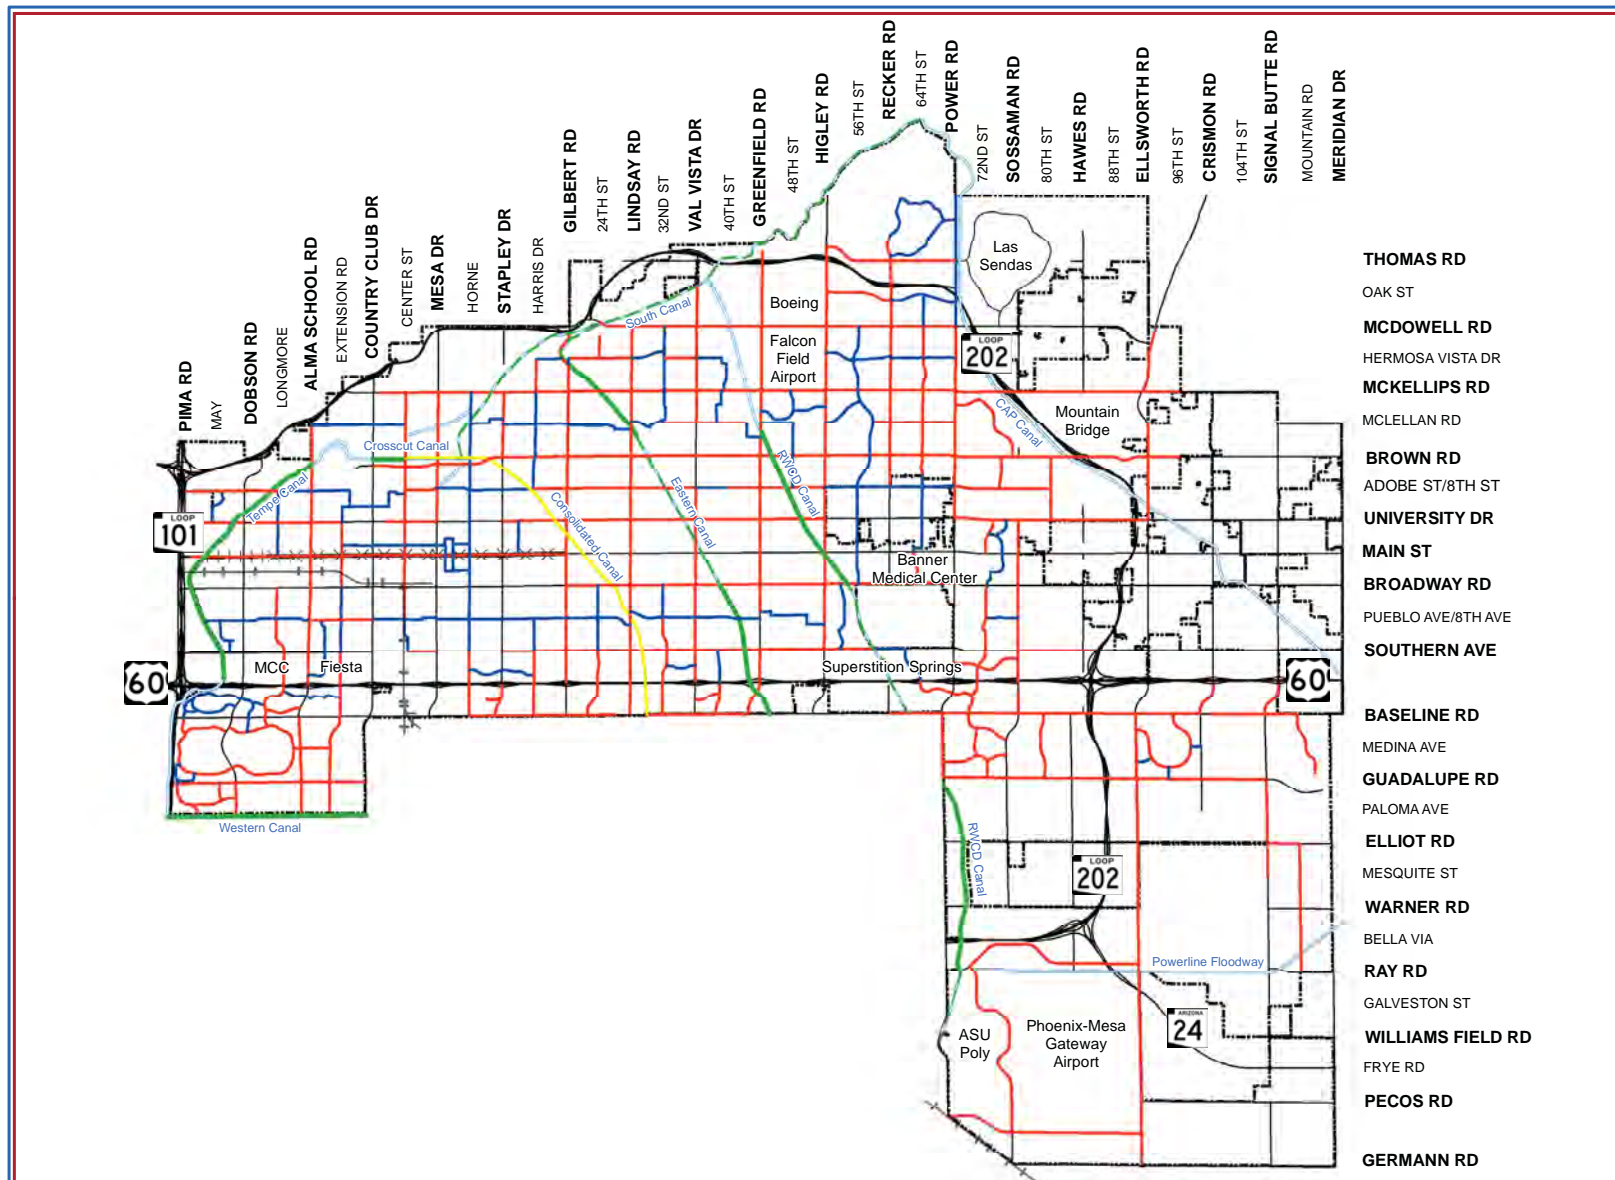 PIMA RD
MAY
DOBSON RD
LONGMORE
ALMA SCHOOL RD
EXTENSION RD
COUNTRY CLUB DR
CENTER ST
MESA DR
HORNE
STAPLEY DR
HARRIS DR
GILBERT RD
24TH ST
LINDSAY RD
32ND ST
VAL VISTA DR
40TH ST
GREENFIELD RD
48TH ST
HIGLEY RD
56TH ST
RECKER RD
64TH ST
POWER RD
72ND ST
SOSSAMAN RD
80TH ST
HAWES RD
88TH ST
ELLSWORTH RD
96TH ST
CRISMON RD
104TH ST
SIGNAL BUTTE RD
MOUNTAIN RD
MERIDIAN DR
THOMAS RD
OAK ST
MCDOWELL RD
HERMOSA VISTA DR
MCKELLIPS RD
MCLELLAN RD
BROWN RD
ADOBE ST/8TH ST
UNIVERSITY DR
MAIN ST
BROADWAY RD
PUEBLO AVE/8TH AVE
SOUTHERN AVE
BASELINE RD
MEDINA AVE
GUADALUPE RD
PALOMA AVE
ELLIOT RD
MESQUITE ST
WARNER RD
BELLA VIA
RAY RD
GALVESTON ST
WILLIAMS FIELD RD
FRYE RD
PECOS RD
GERMANN RD
Las
Sendas
Boeing
South Canal
Falcon
Field
Airport
LOOP
202
CAP Canal
Mountain
Bridge
Crosscut Canal
Tempe Canal
RWCD Canal
Eastern Canal
Consolidated Canal
LOOP
101
Banner
Medical Center
60
MCC
Fiesta
Superstition Springs
60
Western Canal
RWCD Canal
LOOP
202
Powerline Floodway
ARIZONA
24
ASU
Poly
Phoenix-Mesa
Gateway
Airport